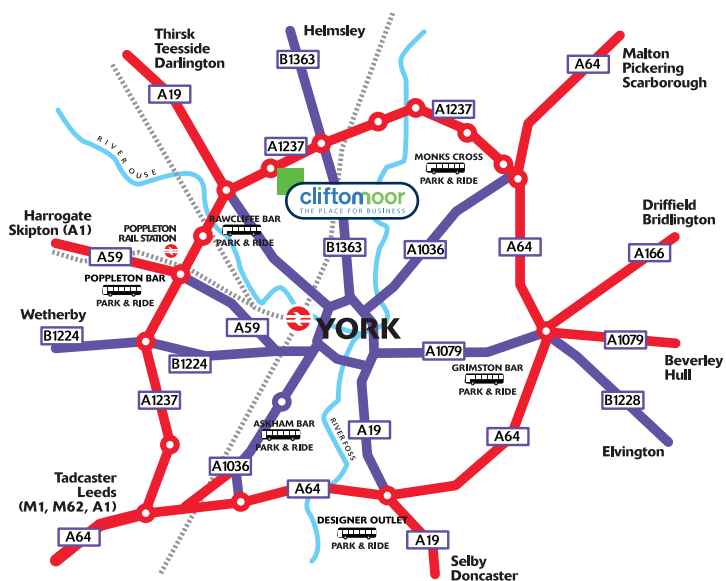 Thirsk
Teesside
Darlington
Helmsley
B1363
A64
Malton
Pickering
Scarborough
A19
A1237
A1237
RIVER OUSE
MONKS CROSS
PARK & RIDE
cliftonmoor
THE PLACE FOR BUSINESS
Harrogate
Skipton (A1)
POPPLETON
RAIL STATION
RAWCLIFFE BAR
PARK & RIDE
Driffield
Bridlington
B1363
A1036
A64
A166
A59
POPPLETON BAR
PARK & RIDE
Wetherby
B1224
A59
YORK
B1224
A1079
A1079
GRIMSTON BAR
PARK & RIDE
Beverley
Hull
A1237
B1228
ASKHAM BAR
PARK & RIDE
RIVER FOSS
A19
A64
Elvington
A1036
Tadcaster
Leeds
(M1, M62, A1)
A64
A64
DESIGNER OUTLET
PARK & RIDE
A19
Selby
Doncaster